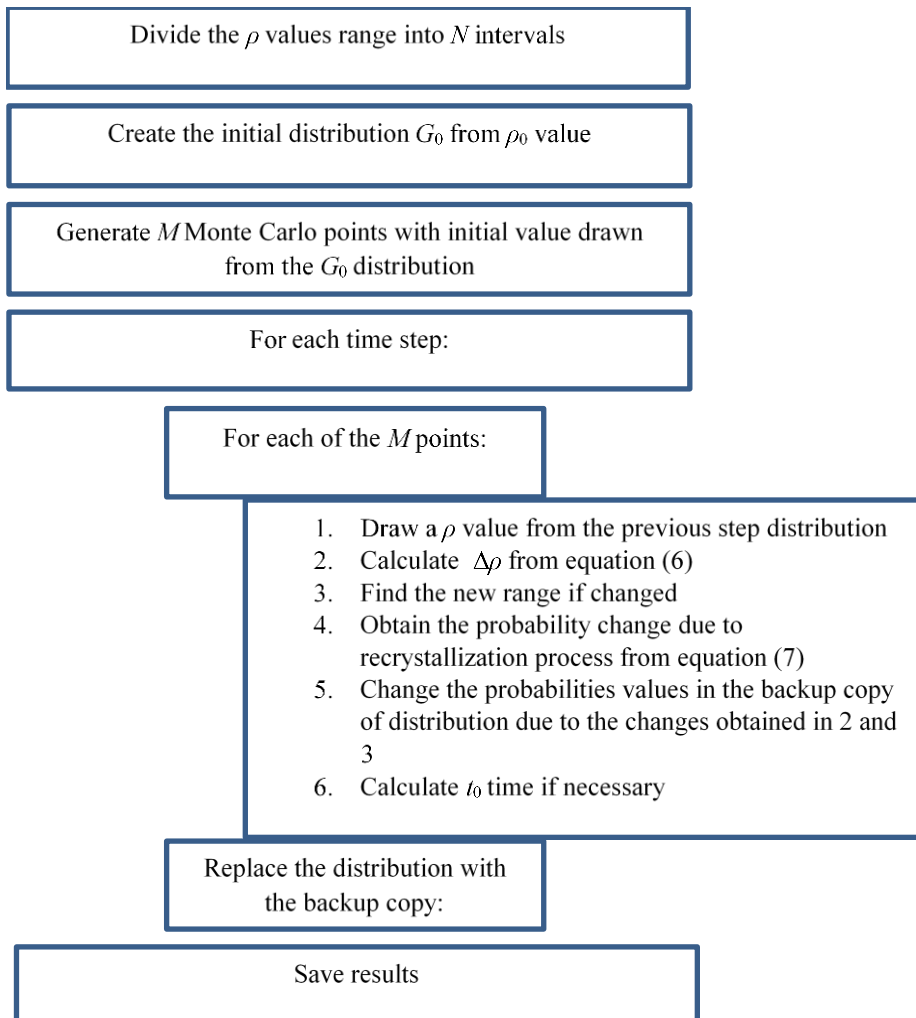 Divide the ρ values range into N intervals
Create the initial distribution G₀ from ρ₀ value
Generate M Monte Carlo points with initial value drawn
from the G₀ distribution
For each time step:
For each of the M points:
1. Draw a ρ value from the previous step distribution
2. Calculate Δρ from equation (6)
3. Find the new range if changed
4. Obtain the probability change due to
recrystallization process from equation (7)
5. Change the probabilities values in the backup copy
of distribution due to the changes obtained in 2 and
3
6. Calculate t₀ time if necessary
Replace the distribution with
the backup copy:
Save results